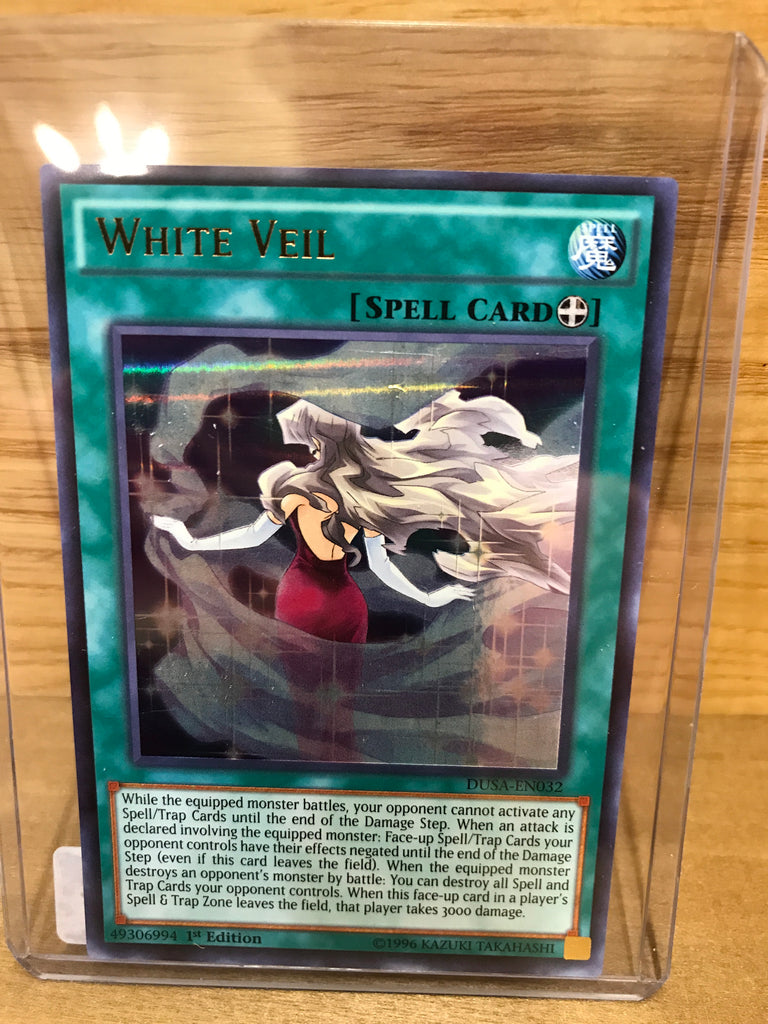 WHITE VEIL
魔
[SPELL CARD]
DUSA-EN032
While the equipped monster battles, your opponent cannot activate any
Spell/Trap Cards until the end of the Damage Step. When an attack is
declared involving the equipped monster: Face-up Spell/Trap Cards your
opponent controls have their effects negated until the end of the Damage
Step (even if this card leaves the field). When the equipped monster
destroys an opponent's monster by battle: You can destroy all Spell and
Trap Cards your opponent controls. When this face-up card in a player's
Spell & Trap Zone leaves the field, that player takes 3000 damage.
49306994 1st Edition ©1996 KAZUKI TAKAHASHI